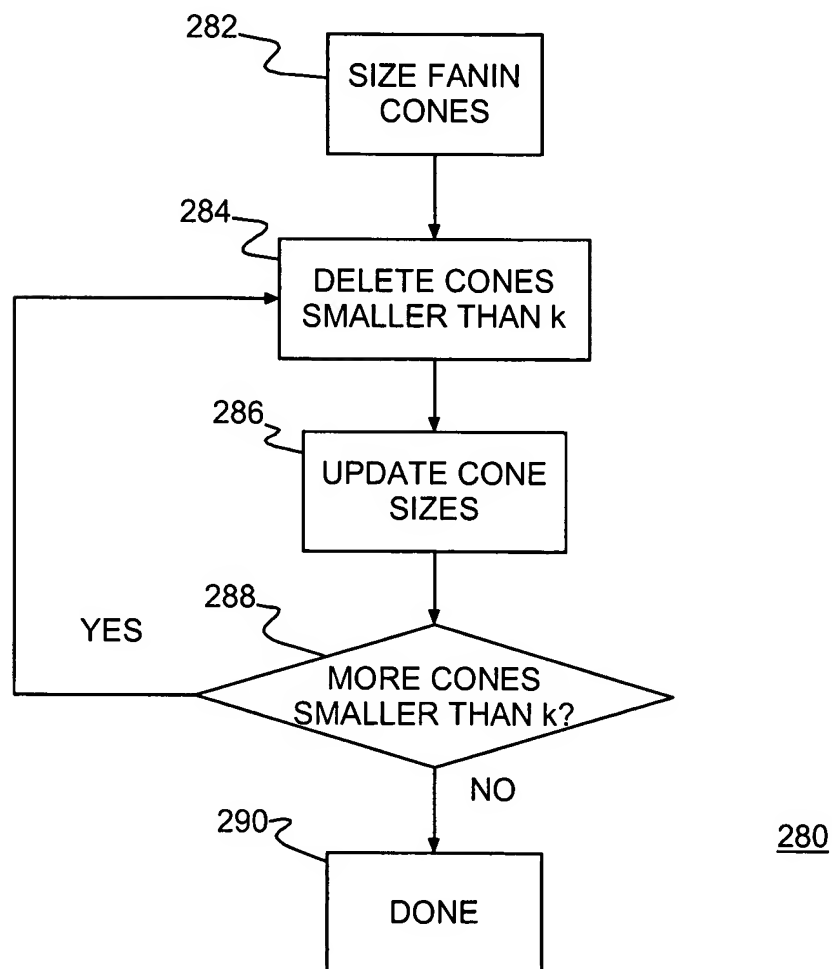 282
SIZE FANIN
CONES
284
DELETE CONES
SMALLER THAN k
286
UPDATE CONE
SIZES
288
YES
MORE CONES
SMALLER THAN k?
NO
290
280
DONE